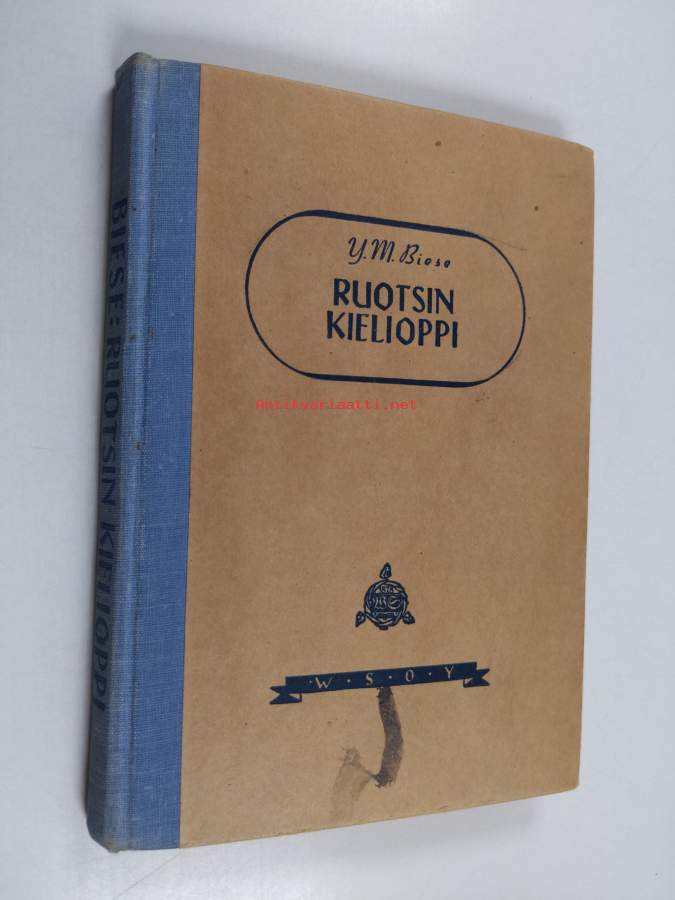 Y.M. Biese
RUOTSIN
KIELIOPPI
Antikvariaatti.net
W·S·O·Y
BIESE: RUOTSIN KIELIOPPI